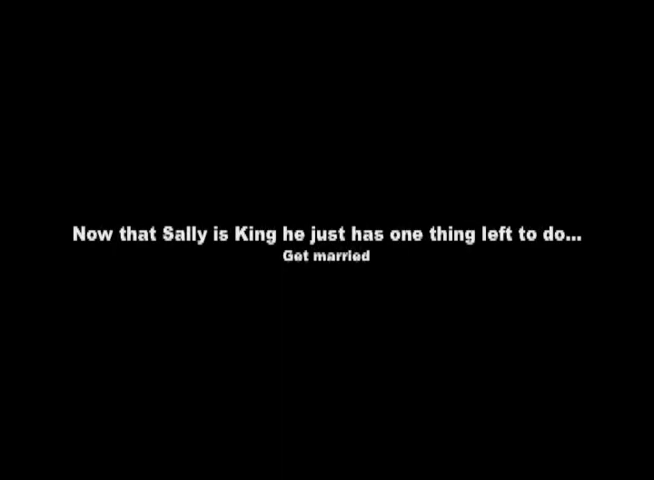 Now that Sally is King he just has one thing left to do...
Get married